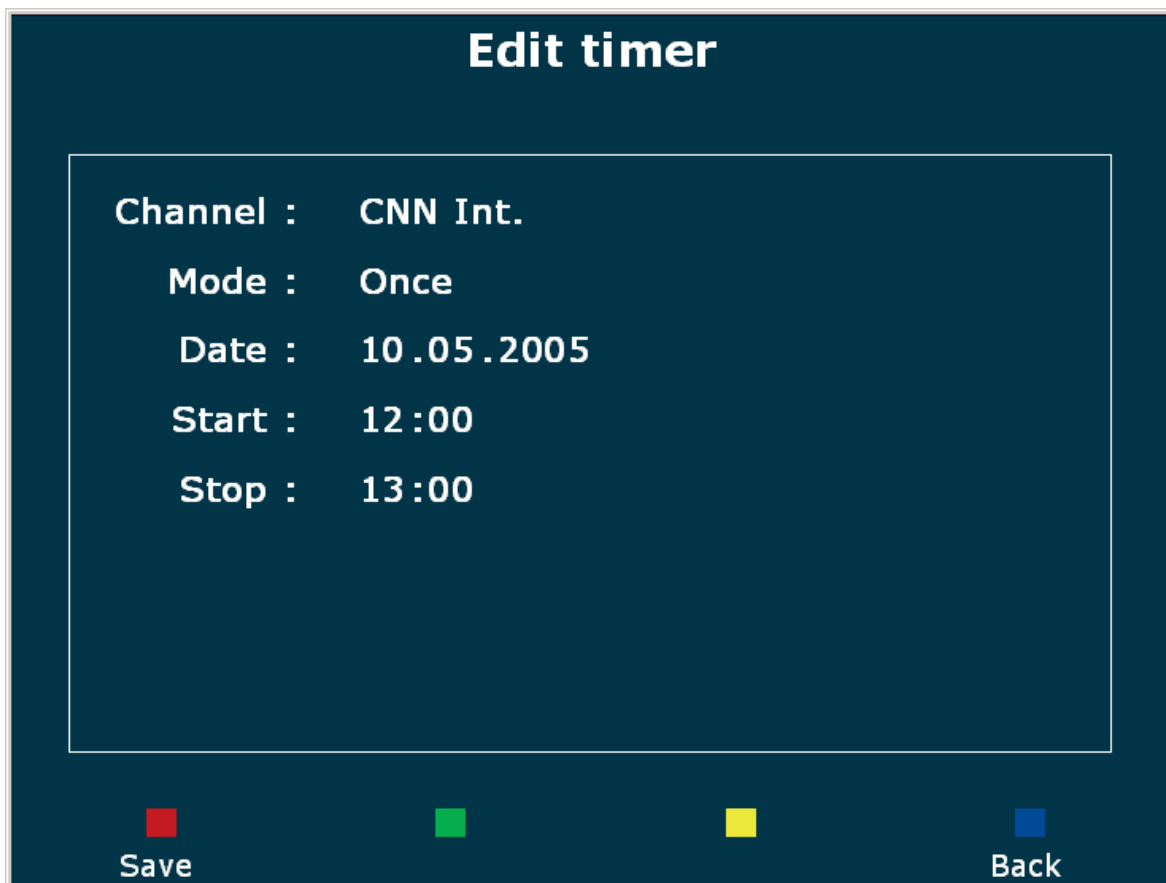 Edit timer
Channel : CNN Int.
Mode : Once
Date : 10.05.2005
Start : 12:00
Stop : 13:00
Save Back